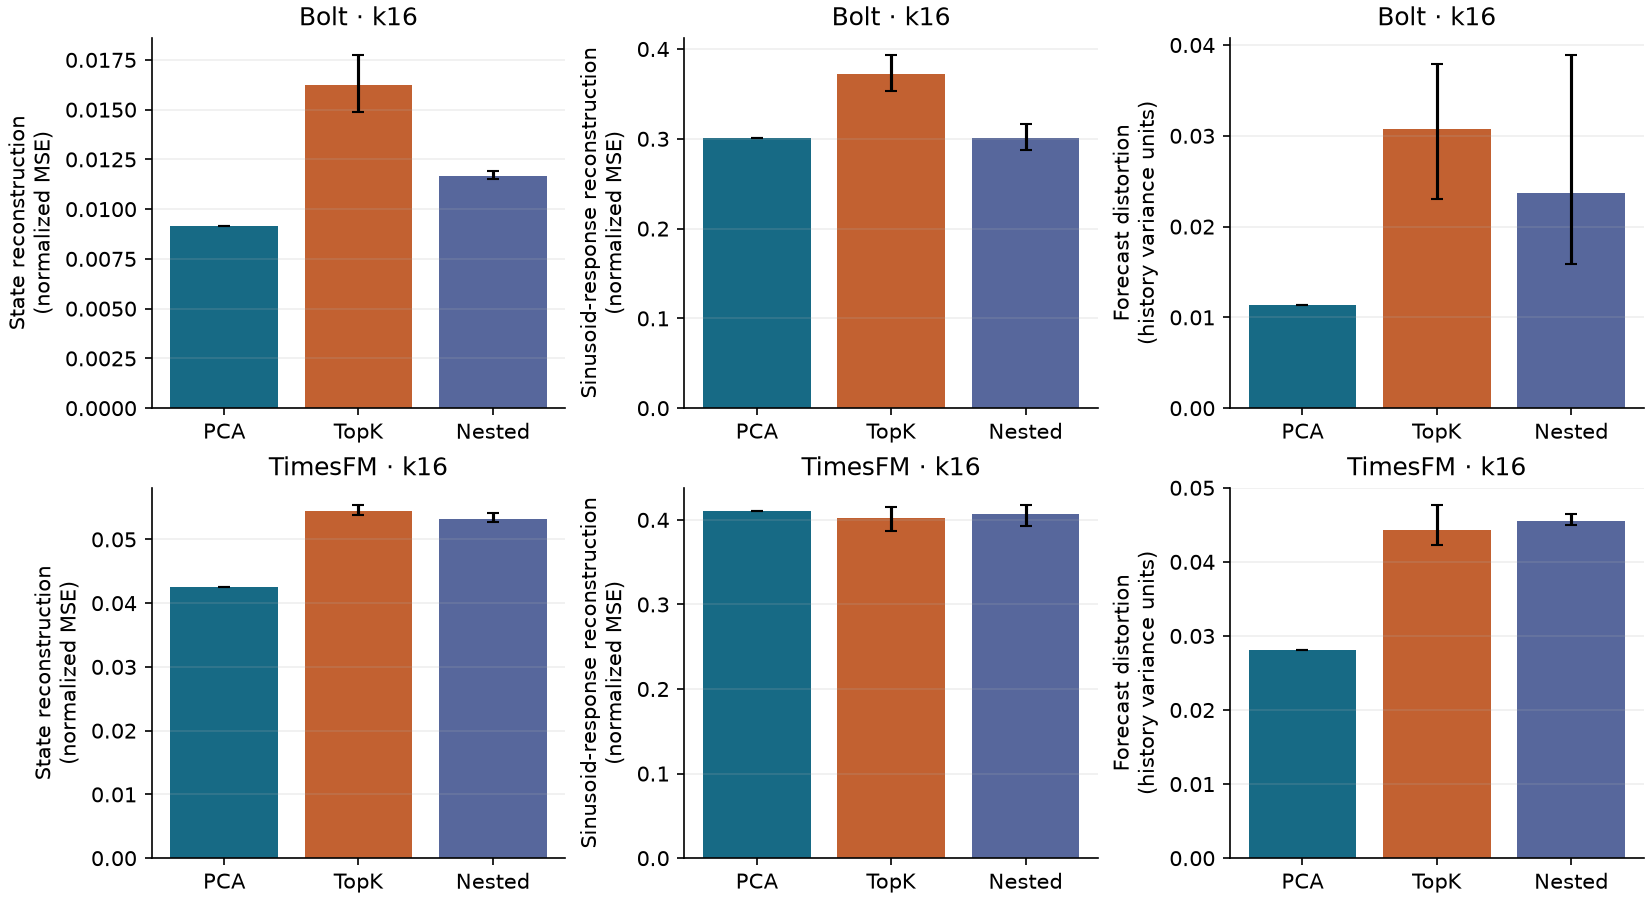 Bolt · k16
State reconstruction
(normalized MSE)
0.0175
0.0150
0.0125
0.0100
0.0075
0.0050
0.0025
0.0000
PCA TopK Nested
Bolt · k16
Sinusoid-response reconstruction
(normalized MSE)
0.4
0.3
0.2
0.1
0.0
PCA TopK Nested
Bolt · k16
Forecast distortion
(history variance units)
0.04
0.03
0.02
0.01
0.00
PCA TopK Nested
TimesFM · k16
State reconstruction
(normalized MSE)
0.05
0.04
0.03
0.02
0.01
0.00
PCA TopK Nested
TimesFM · k16
Sinusoid-response reconstruction
(normalized MSE)
0.4
0.3
0.2
0.1
0.0
PCA TopK Nested
TimesFM · k16
Forecast distortion
(history variance units)
0.05
0.04
0.03
0.02
0.01
0.00
PCA TopK Nested